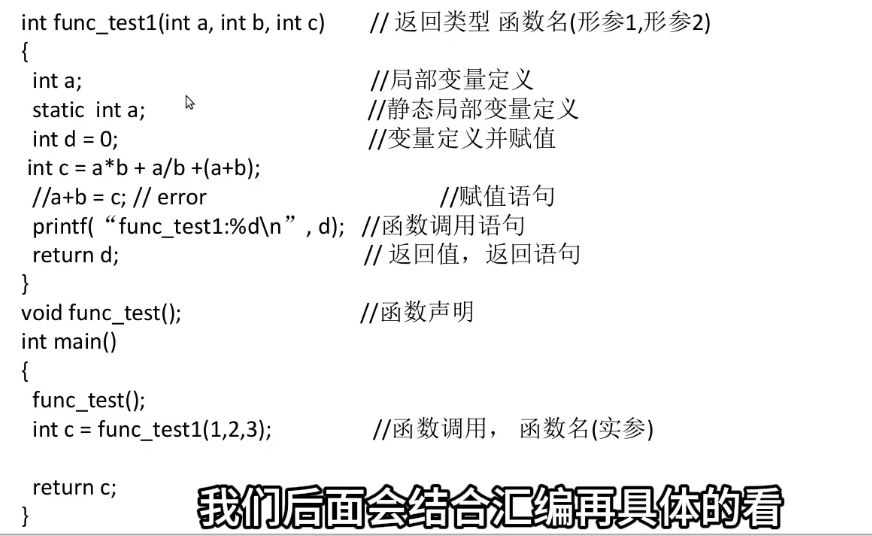 int func_test1(int a, int b, int c) // 返回类型 函数名(形参1,形参2)
{
int a; //局部变量定义
static int a; //静态局部变量定义
int d = 0; //变量定义并赋值
int c = a*b + a/b +(a+b);
//a+b = c; // error //赋值语句
printf(“func_test1:%d\n”, d); //函数调用语句
return d; // 返回值，返回语句
}
void func_test(); //函数声明
int main()
{
func_test();
int c = func_test1(1,2,3); //函数调用， 函数名(实参)
return c;
}
我们后面会结合汇编再具体的看